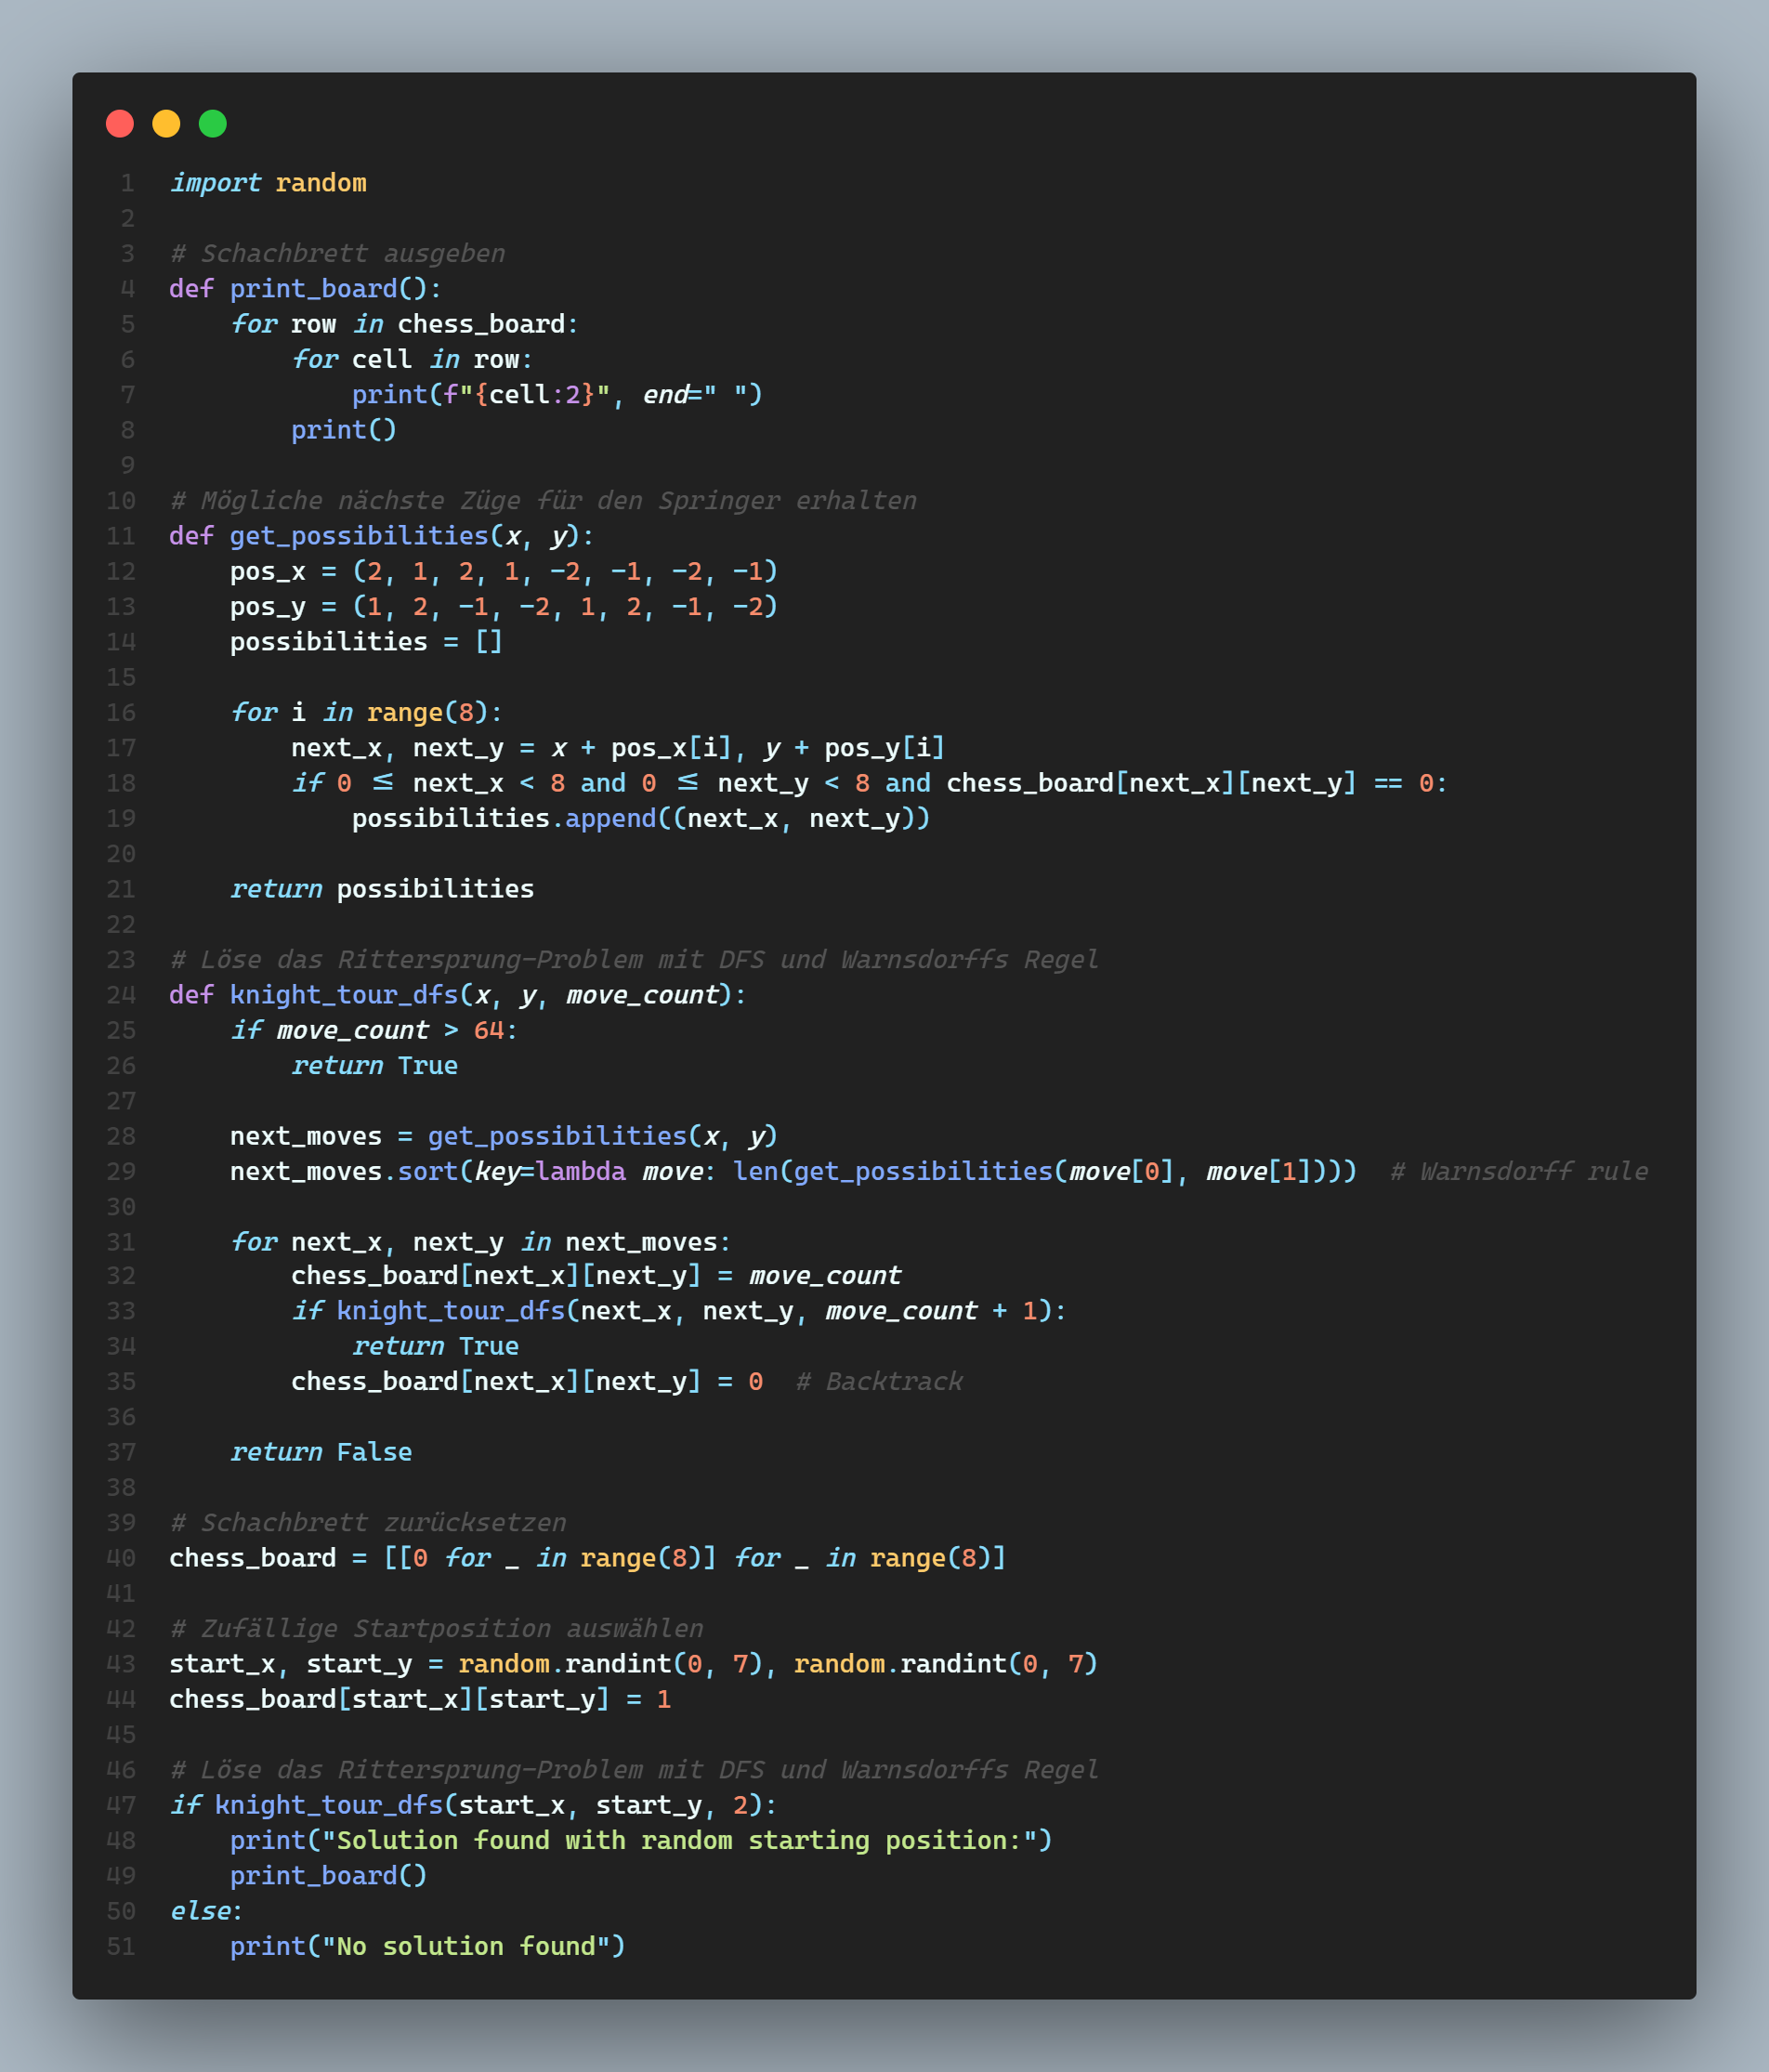 1 import random
2
3 # Schachbrett ausgeben
4 def print_board():
5     for row in chess_board:
6         for cell in row:
7             print(f"{cell:2}", end=" ")
8         print()
9
10 # Mögliche nächste Züge für den Springer erhalten
11 def get_possibilities(x, y):
12     pos_x = (2, 1, 2, 1, -2, -1, -2, -1)
13     pos_y = (1, 2, -1, -2, 1, 2, -1, -2)
14     possibilities = []
15
16     for i in range(8):
17         next_x, next_y = x + pos_x[i], y + pos_y[i]
18         if 0 ≤ next_x < 8 and 0 ≤ next_y < 8 and chess_board[next_x][next_y] == 0:
19             possibilities.append((next_x, next_y))
20
21     return possibilities
22
23 # Löse das Rittersprung-Problem mit DFS und Warnsdorffs Regel
24 def knight_tour_dfs(x, y, move_count):
25     if move_count > 64:
26         return True
27
28     next_moves = get_possibilities(x, y)
29     next_moves.sort(key=lambda move: len(get_possibilities(move[0], move[1])))  # Warnsdorff rule
30
31     for next_x, next_y in next_moves:
32         chess_board[next_x][next_y] = move_count
33         if knight_tour_dfs(next_x, next_y, move_count + 1):
34             return True
35         chess_board[next_x][next_y] = 0  # Backtrack
36
37     return False
38
39 # Schachbrett zurücksetzen
40 chess_board = [[0 for _ in range(8)] for _ in range(8)]
41
42 # Zufällige Startposition auswählen
43 start_x, start_y = random.randint(0, 7), random.randint(0, 7)
44 chess_board[start_x][start_y] = 1
45
46 # Löse das Rittersprung-Problem mit DFS und Warnsdorffs Regel
47 if knight_tour_dfs(start_x, start_y, 2):
48     print("Solution found with random starting position:")
49     print_board()
50 else:
51     print("No solution found")